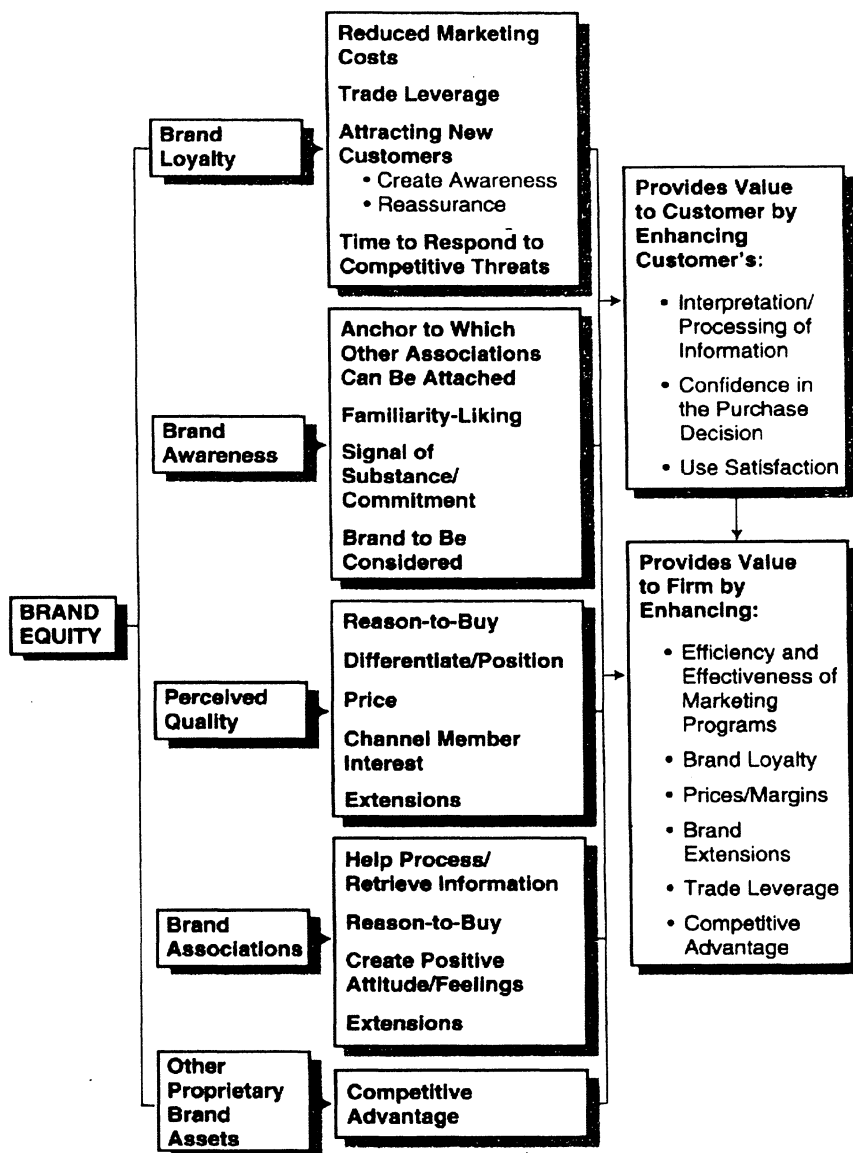 BRAND
EQUITY
Brand
Loyalty
Reduced Marketing
Costs
Trade Leverage
Attracting New
Customers
• Create Awareness
• Reassurance
Time to Respond to
Competitive Threats
Brand
Awareness
Anchor to Which
Other Associations
Can Be Attached
Familiarity-Liking
Signal of
Substance/
Commitment
Brand to Be
Considered
Perceived
Quality
Reason-to-Buy
Differentiate/Position
Price
Channel Member
Interest
Extensions
Brand
Associations
Help Process/
Retrieve Information
Reason-to-Buy
Create Positive
Attitude/Feelings
Extensions
Other
Proprietary
Brand
Assets
Competitive
Advantage
Provides Value
to Customer by
Enhancing
Customer's:
• Interpretation/
Processing of
Information
• Confidence in
the Purchase
Decision
• Use Satisfaction
Provides Value
to Firm by
Enhancing:
• Efficiency and
Effectiveness of
Marketing
Programs
• Brand Loyalty
• Prices/Margins
• Brand
Extensions
• Trade Leverage
• Competitive
Advantage